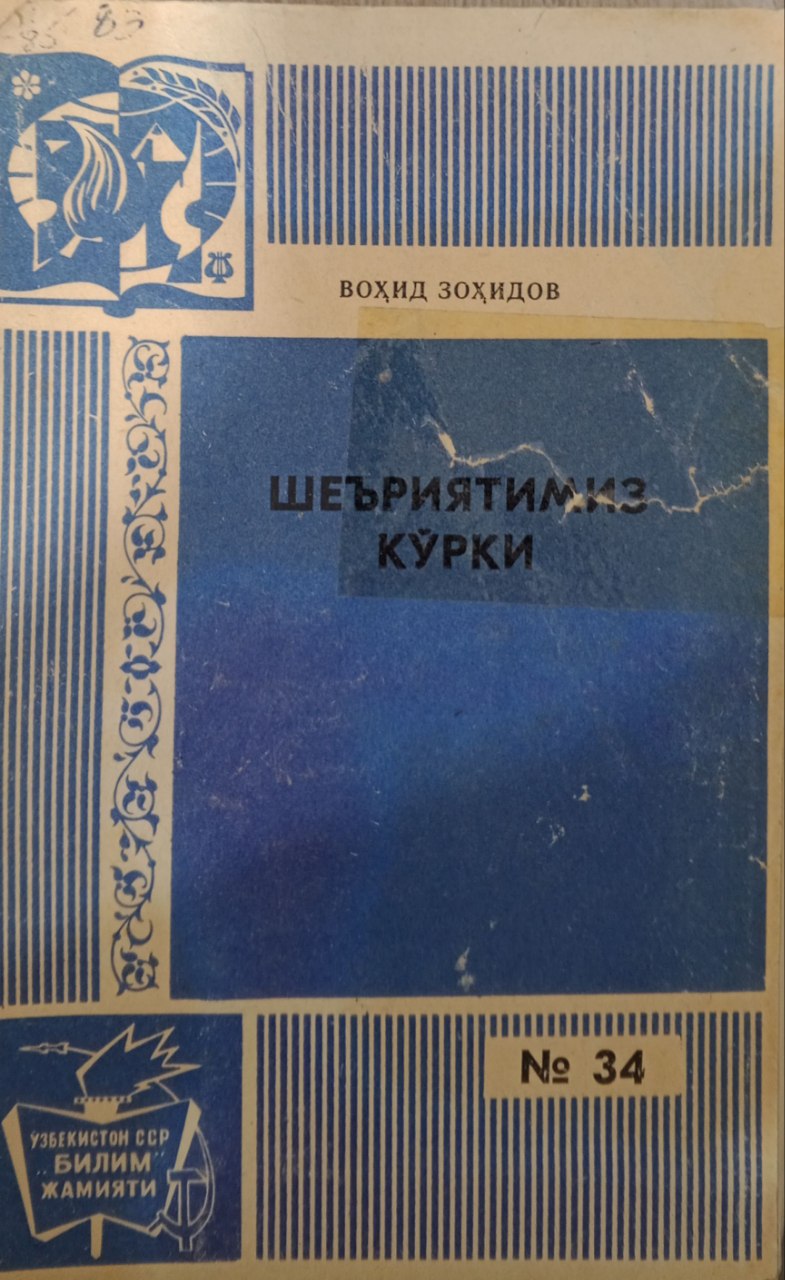 ВОҲИД ЗОҲИДОВ
ШЕЪРИЯТИМИЗ
КЎРКИ
№ 34
ЎЗБЕКИСТОН ССР
„БИЛИМ"
ЖАМИЯТИ